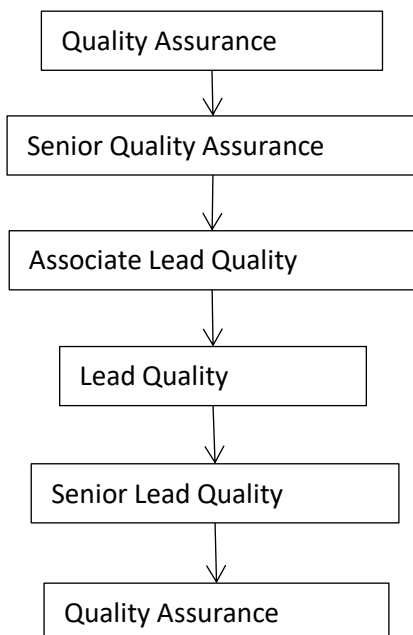 Quality Assurance
Senior Quality Assurance
Associate Lead Quality
Lead Quality
Senior Lead Quality
Quality Assurance